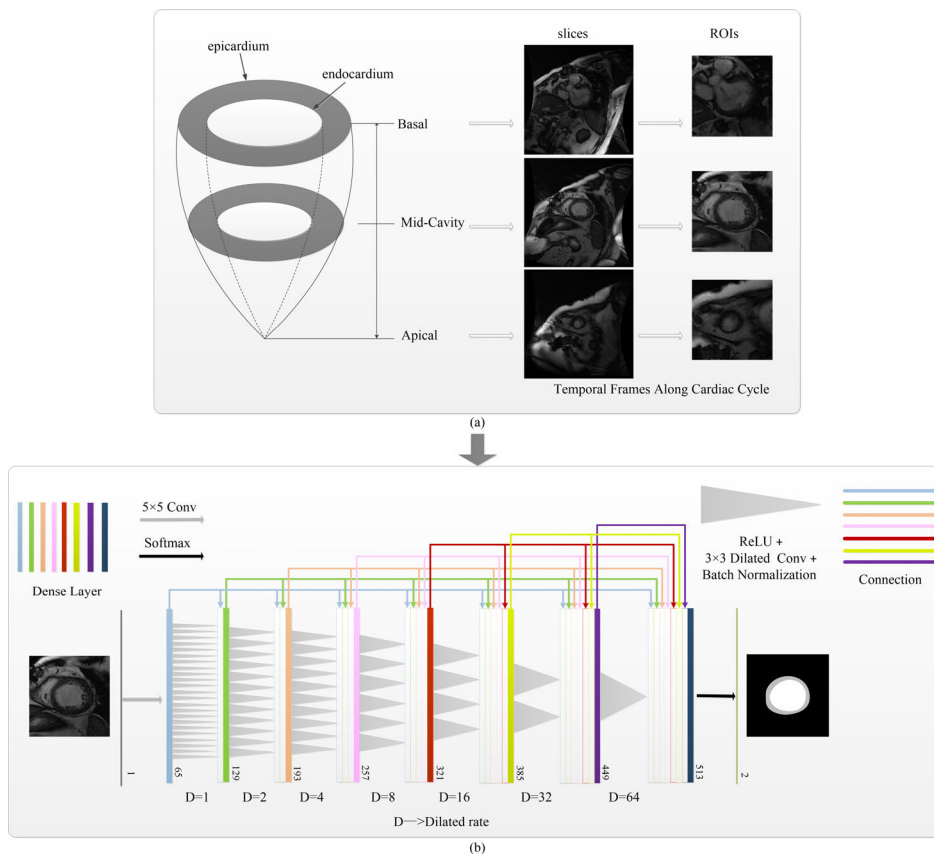 slices
ROIs
epicardium
endocardium
Basal
Mid-Cavity
Apical
Temporal Frames Along Cardiac Cycle
(a)
5×5 Conv
Softmax
Dense Layer
ReLU +
3×3 Dilated Conv +
Batch Normalization
Connection
1
65
129
193
257
321
385
449
513
2
D=1
D=2
D=4
D=8
D=16
D=32
D=64
D—>Dilated rate
(b)